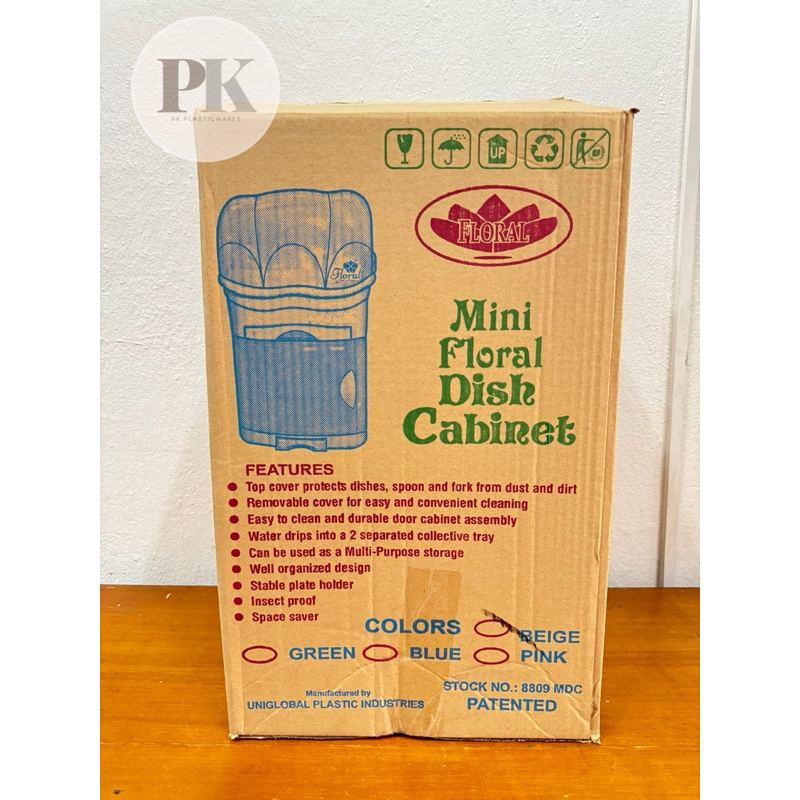 PK
PK-PLASTICWARES
UP
FLORAL
Floral
Mini
Floral
Dish
Cabinet
FEATURES
Top cover protects dishes, spoon and fork from dust and dirt
Removable cover for easy and convenient cleaning
Easy to clean and durable door cabinet assembly
Water drips into a 2 separated collective tray
Can be used as a Multi-Purpose storage
Well organized design
Stable plate holder
Insect proof
Space saver
COLORS
BEIGE
GREEN
BLUE
PINK
Manufactured by
UNIGLOBAL PLASTIC INDUSTRIES
STOCK NO.: 8809 MDC
PATENTED